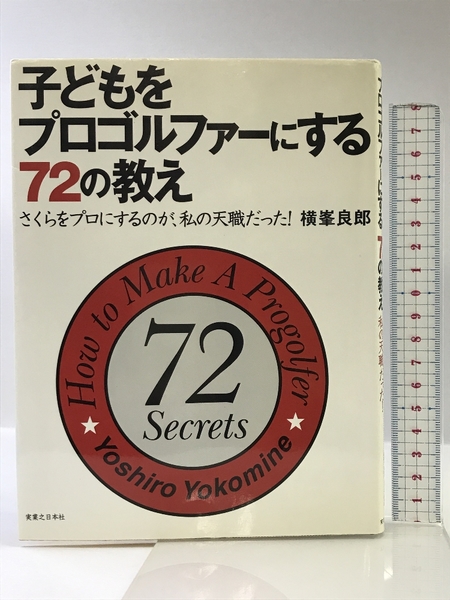 子どもを
プロゴルファーにする
72の教え
さくらをプロにするのが、私の天職だった! 横峯良郎
How to Make A Progolfer
72
Secrets
Yoshiro Yokomine
実業之日本社